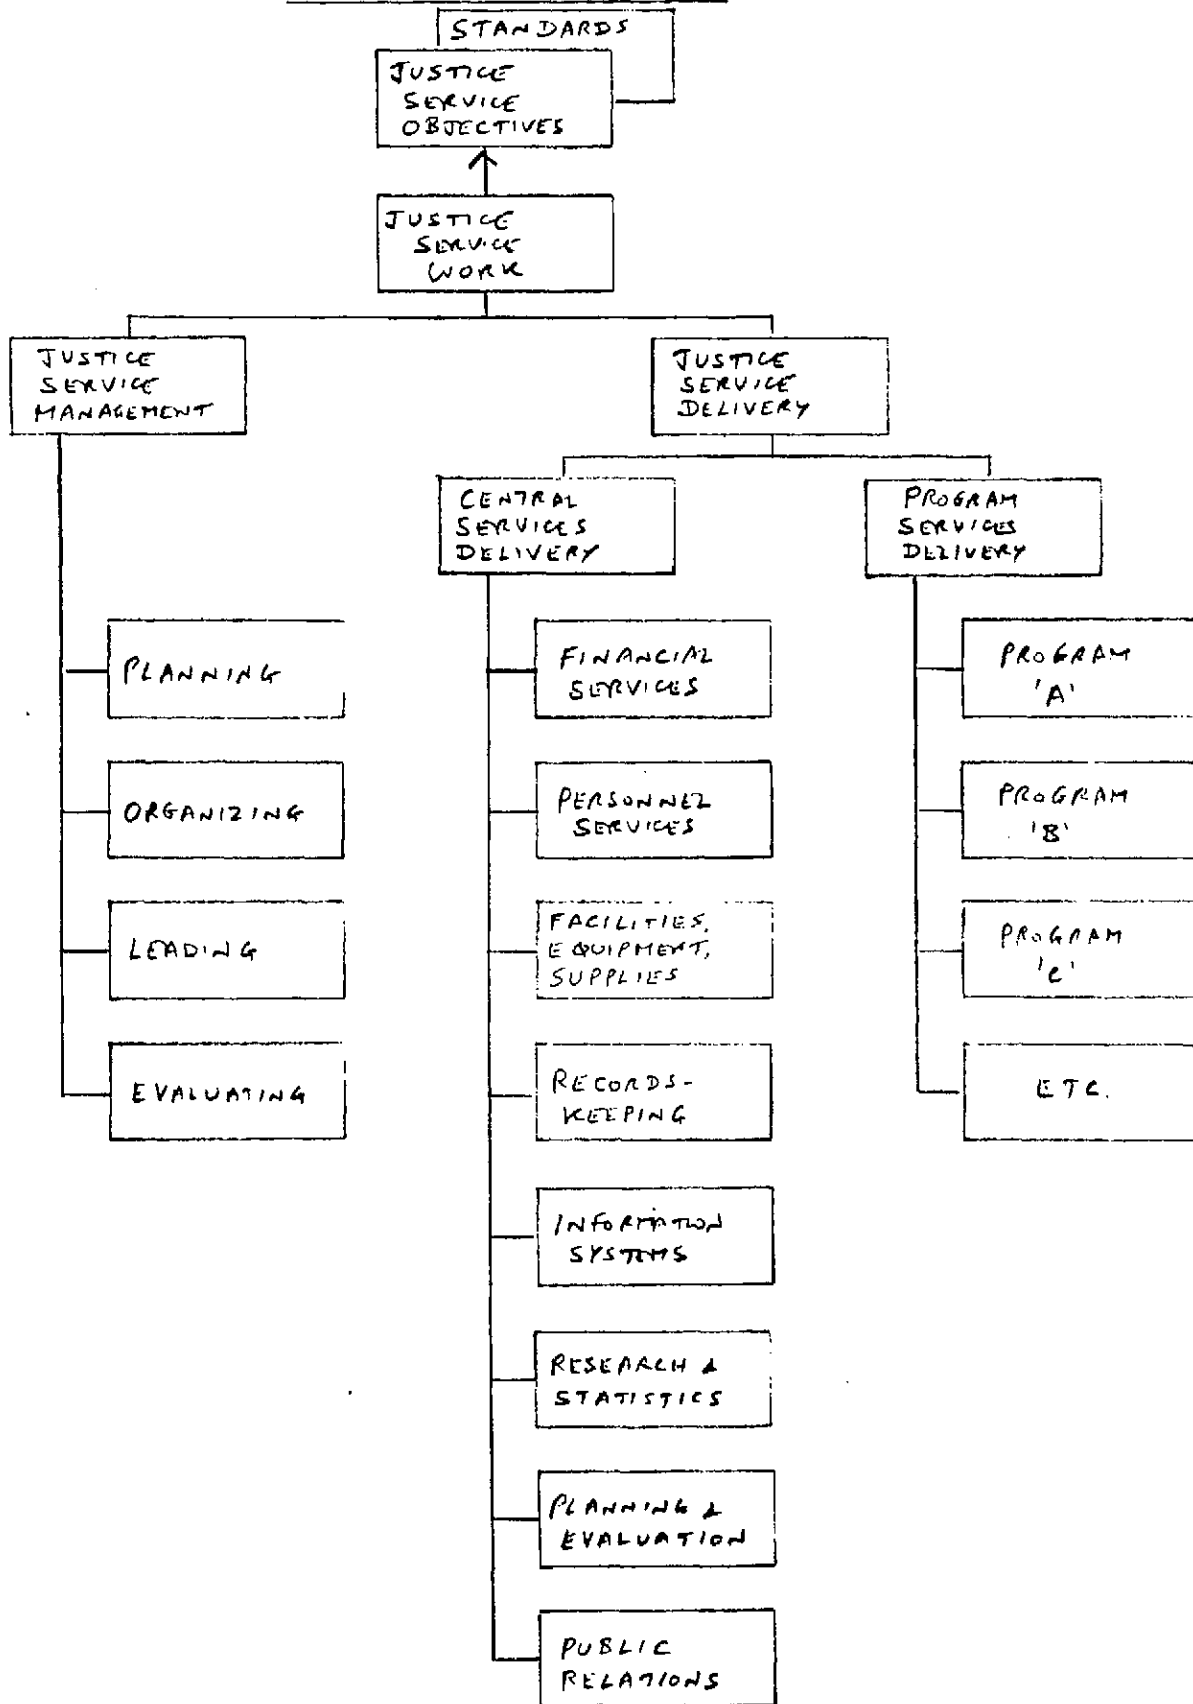 STANDARDS
JUSTICE
SERVICE
OBJECTIVES
JUSTICE
SERVICE
WORK
JUSTICE
SERVICE
MANAGEMENT
JUSTICE
SERVICE
DELIVERY
CENTRAL
SERVICES
DELIVERY
PROGRAM
SERVICES
DELIVERY
PLANNING
ORGANIZING
LEADING
EVALUATING
FINANCIAL
SERVICES
PERSONNEL
SERVICES
FACILITIES,
EQUIPMENT,
SUPPLIES
RECORDS-
KEEPING
INFORMATION
SYSTEMS
RESEARCH &
STATISTICS
PLANNING &
EVALUATION
PUBLIC
RELATIONS
PROGRAM
'A'
PROGRAM
'B'
PROGRAM
'C'
ETC.